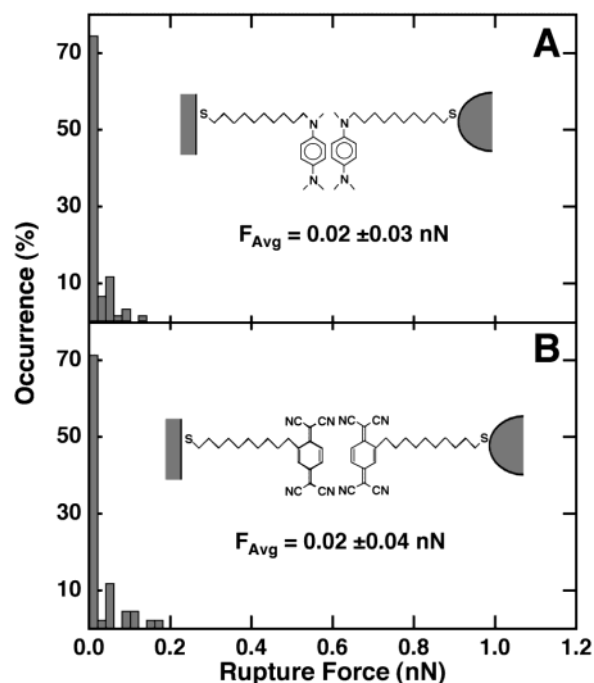 A
70
50
30
10
S
N
N
N
N
S
F_Avg = 0.02 ±0.03 nN
Occurrence (%)
B
70
50
30
10
S
NC CN
NC CN
NC CN
NC CN
S
F_Avg = 0.02 ±0.04 nN
0.0 0.2 0.4 0.6 0.8 1.0 1.2
Rupture Force (nN)